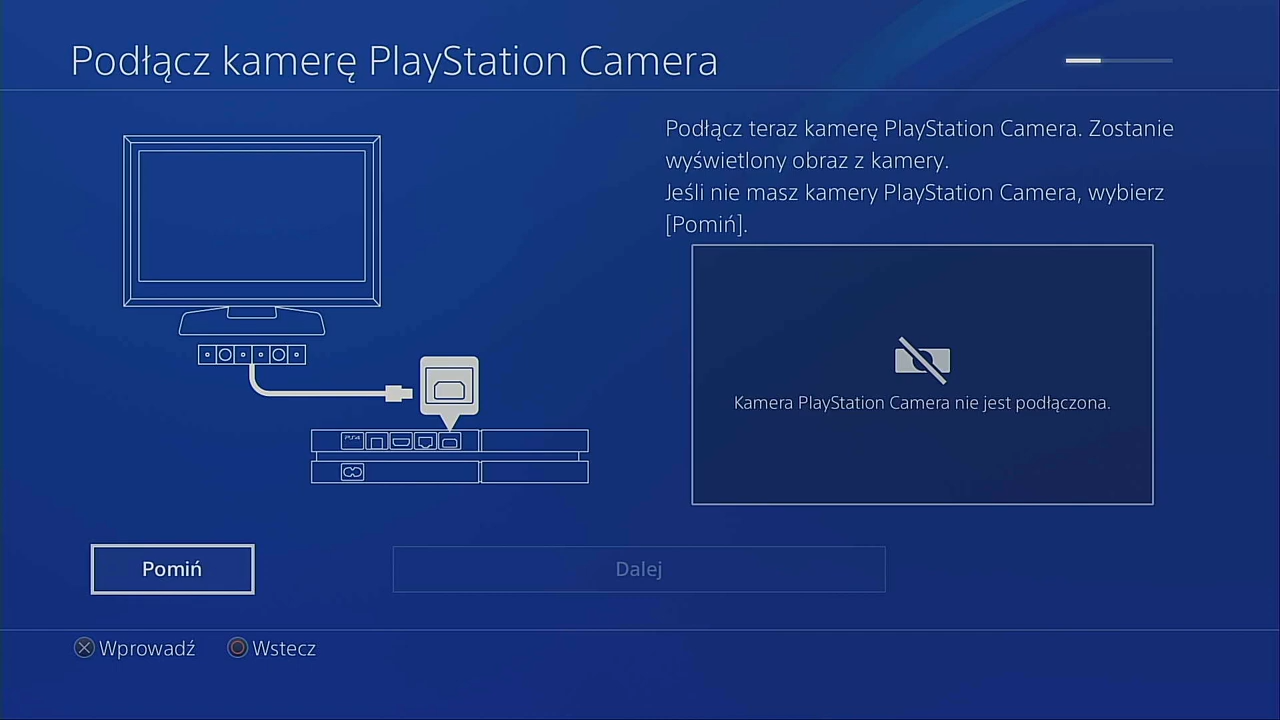 Podłącz kamerę PlayStation Camera
Podłącz teraz kamerę PlayStation Camera. Zostanie
wyświetlony obraz z kamery.
Jeśli nie masz kamery PlayStation Camera, wybierz
[Pomiń].
Kamera PlayStation Camera nie jest podłączona.
PS4
Pomiń
Dalej
Wprowadź
Wstecz